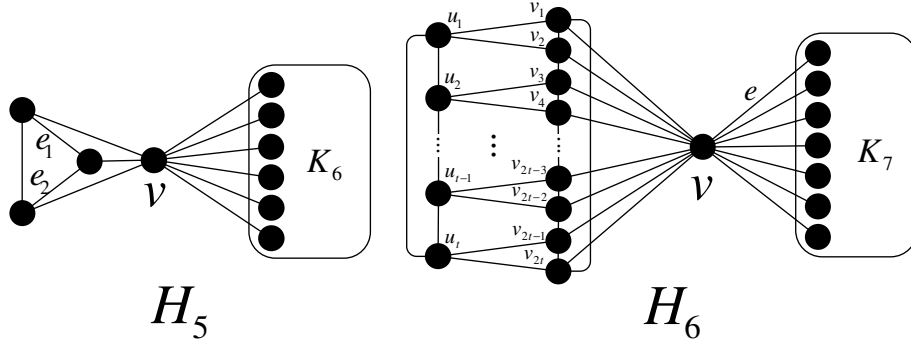 e₁
e₂
v
K₆
H₅
u₁
u₂
⋮
uₜ₋₁
uₜ
v₁
v₂
v₃
v₄
⋮
v₂ₜ₋₃
v₂ₜ₋₂
v₂ₜ₋₁
v₂ₜ
v
e
K₇
H₆